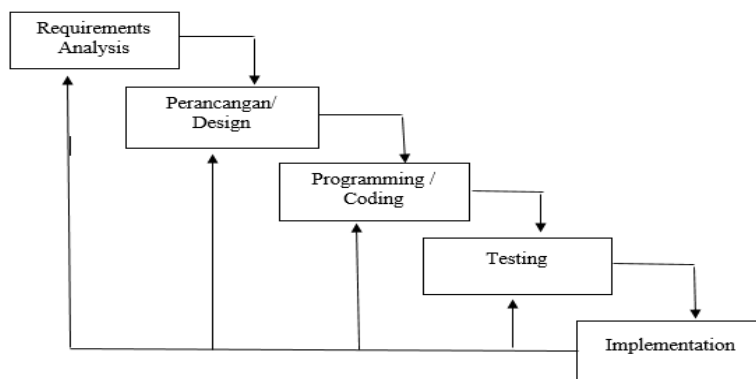 Requirements
Analysis
Perancangan/
Design
Programming /
Coding
Testing
Implementation